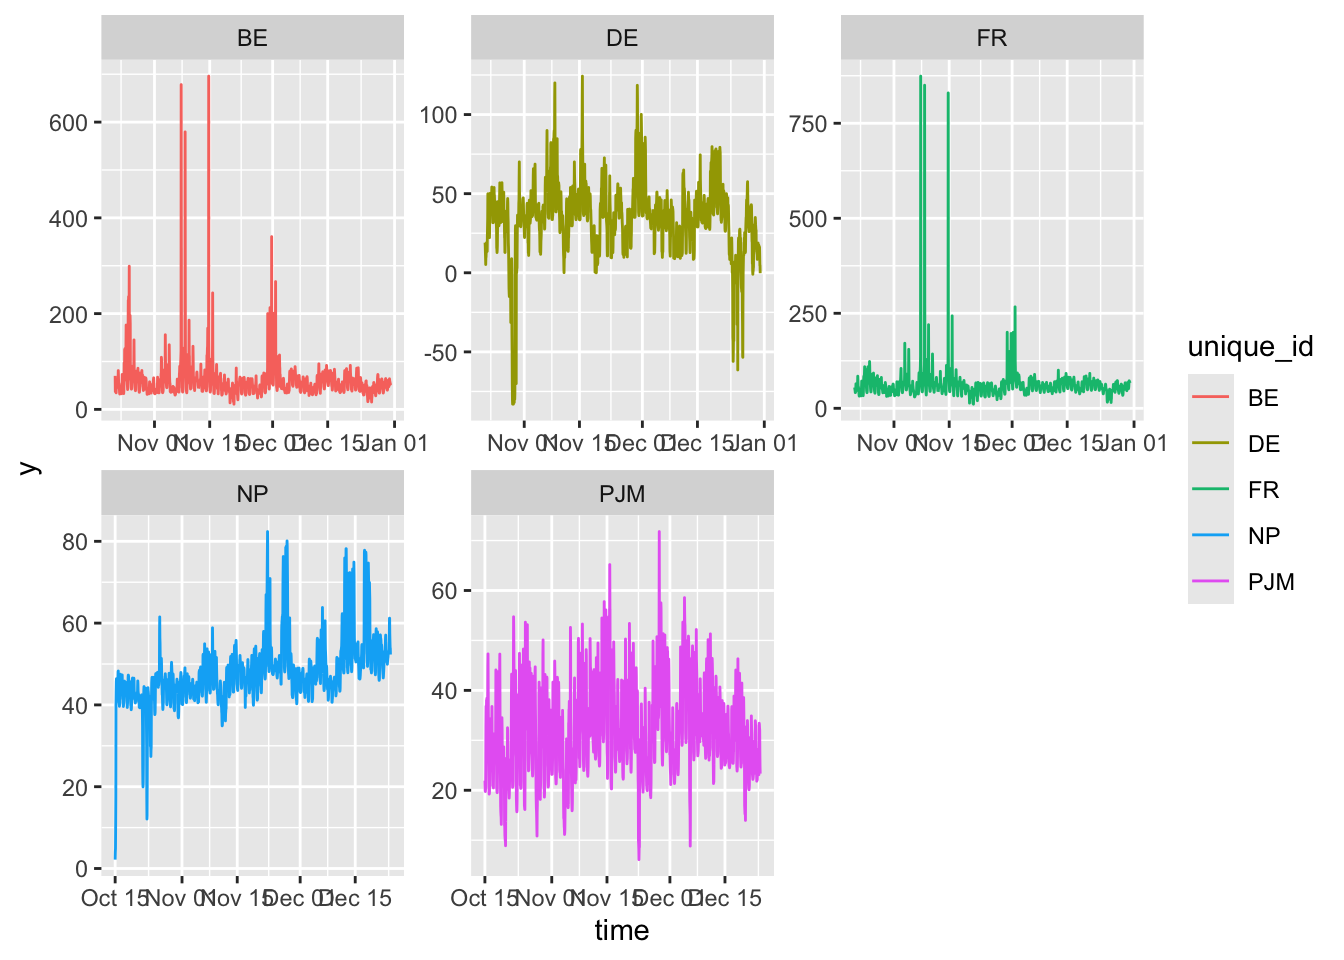 BE DE FR
600
400
200
0
100
50
0
-50
750
500
250
0
Nov 01 Nov 15 Dec 01 Dec 15 Jan 01
Nov 01 Nov 15 Dec 01 Dec 15 Jan 01
Nov 01 Nov 15 Dec 01 Dec 15 Jan 01
y
NP PJM
80
60
40
20
0
60
40
20
Oct 15 Nov 01 Nov 15 Dec 01 Dec 15
Oct 15 Nov 01 Nov 15 Dec 01 Dec 15
time
unique_id
BE
DE
FR
NP
PJM